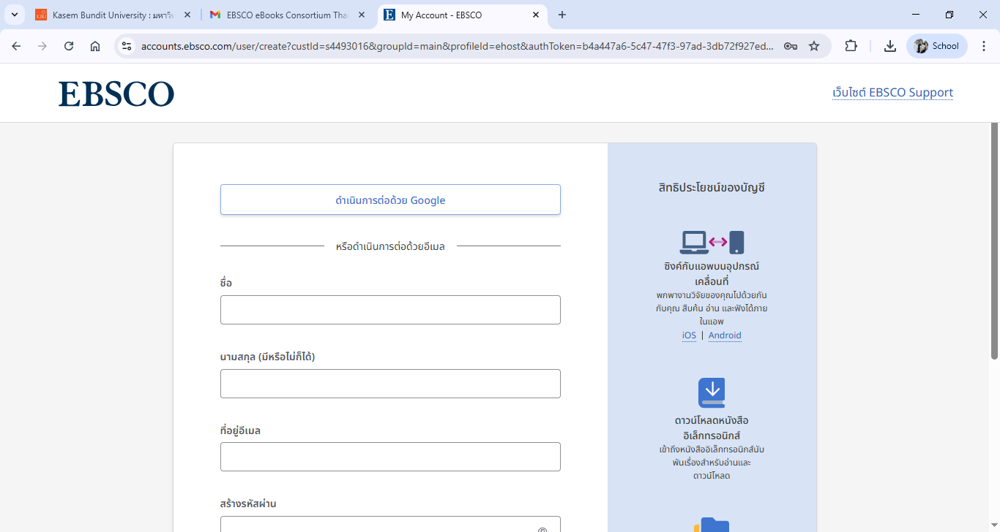 Kasem Bundit University : มหาวิ
EBSCO eBooks Consortium Tha
My Account - EBSCO
accounts.ebsco.com/user/create?custId=s4493016&groupId=main&profileId=ehost&authToken=b4a447a6-5c47-47f3-97ad-3db72f927ed...
School
EBSCO
เว็บไซต์ EBSCO Support
ดำเนินการต่อด้วย Google
หรือดำเนินการต่อด้วยอีเมล
ชื่อ
นามสกุล (มีหรือไม่ก็ได้)
ที่อยู่อีเมล
สร้างรหัสผ่าน
สิทธิประโยชน์ของบัญชี
ซิงค์กับแอพบนอุปกรณ์
เคลื่อนที่
พกพางานวิจัยของคุณไปด้วยกัน
กับคุณ สืบค้น อ่าน และฟังได้ภาย
ในแอพ
iOS | Android
ดาวน์โหลดหนังสือ
อิเล็กทรอนิกส์
เข้าถึงหนังสืออิเล็กทรอนิกส์นับ
พันเรื่องสำหรับอ่านและ
ดาวน์โหลด